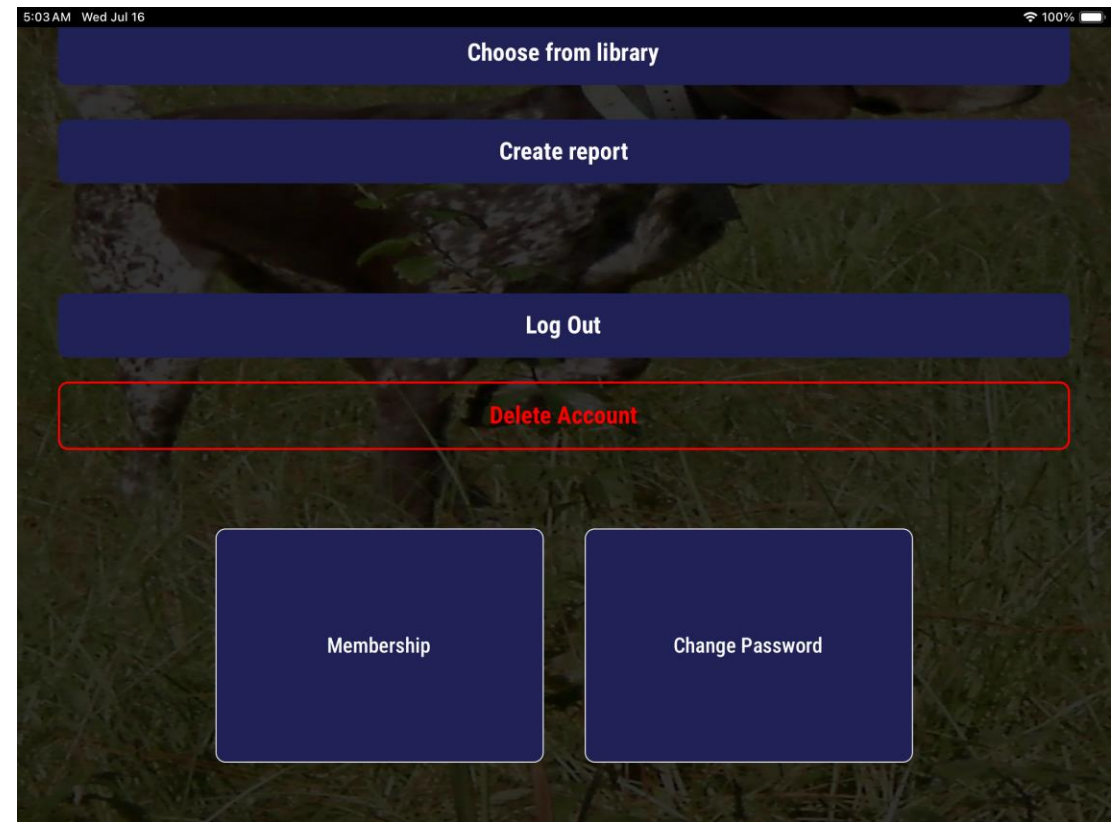 5:03 AM Wed Jul 16
100%
Choose from library
Create report
Log Out
Delete Account
Membership
Change Password